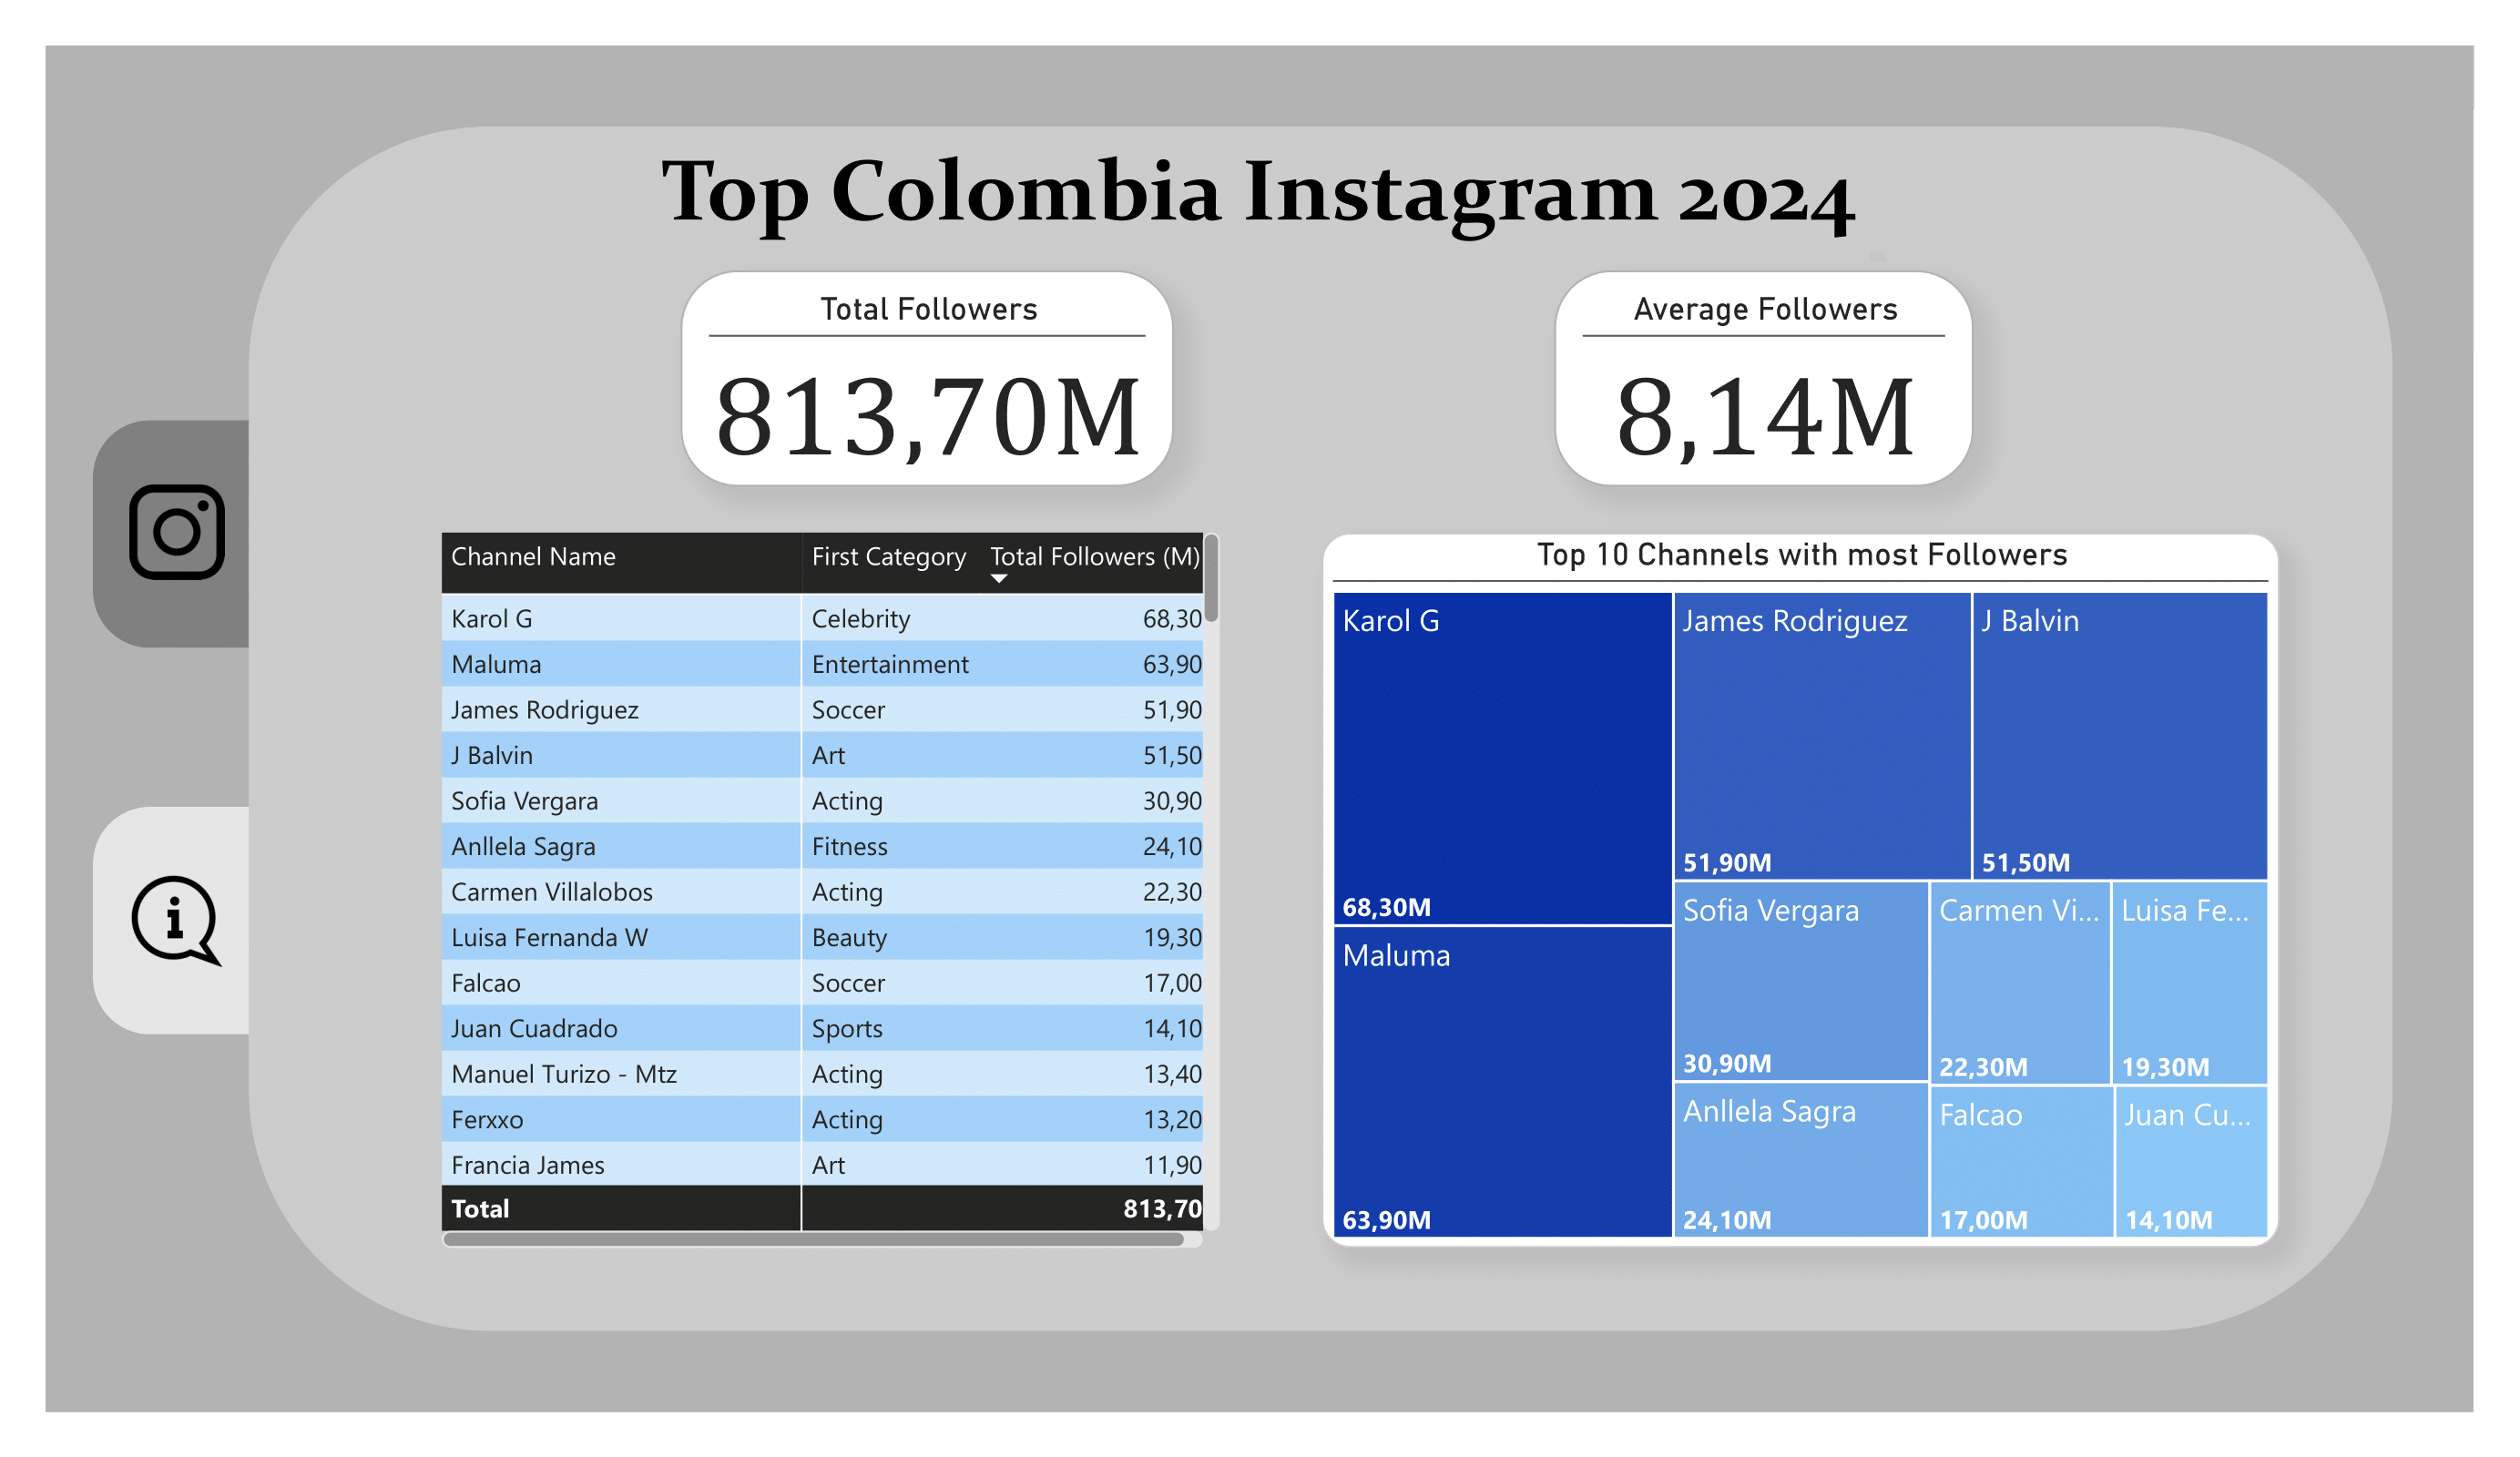 Top Colombia Instagram 2024
Total Followers
813,70M
Average Followers
8,14M
Channel Name First Category Total Followers (M)
Karol G Celebrity 68,30
Maluma Entertainment 63,90
James Rodriguez Soccer 51,90
J Balvin Art 51,50
Sofia Vergara Acting 30,90
Anllela Sagra Fitness 24,10
Carmen Villalobos Acting 22,30
Luisa Fernanda W Beauty 19,30
Falcao Soccer 17,00
Juan Cuadrado Sports 14,10
Manuel Turizo - Mtz Acting 13,40
Ferxxo Acting 13,20
Francia James Art 11,90
Total 813,70
Top 10 Channels with most Followers
Karol G
68,30M
Maluma
63,90M
James Rodriguez
51,90M
J Balvin
51,50M
Sofia Vergara
30,90M
Carmen Vi...
22,30M
Luisa Fe...
19,30M
Anllela Sagra
24,10M
Falcao
17,00M
Juan Cu...
14,10M